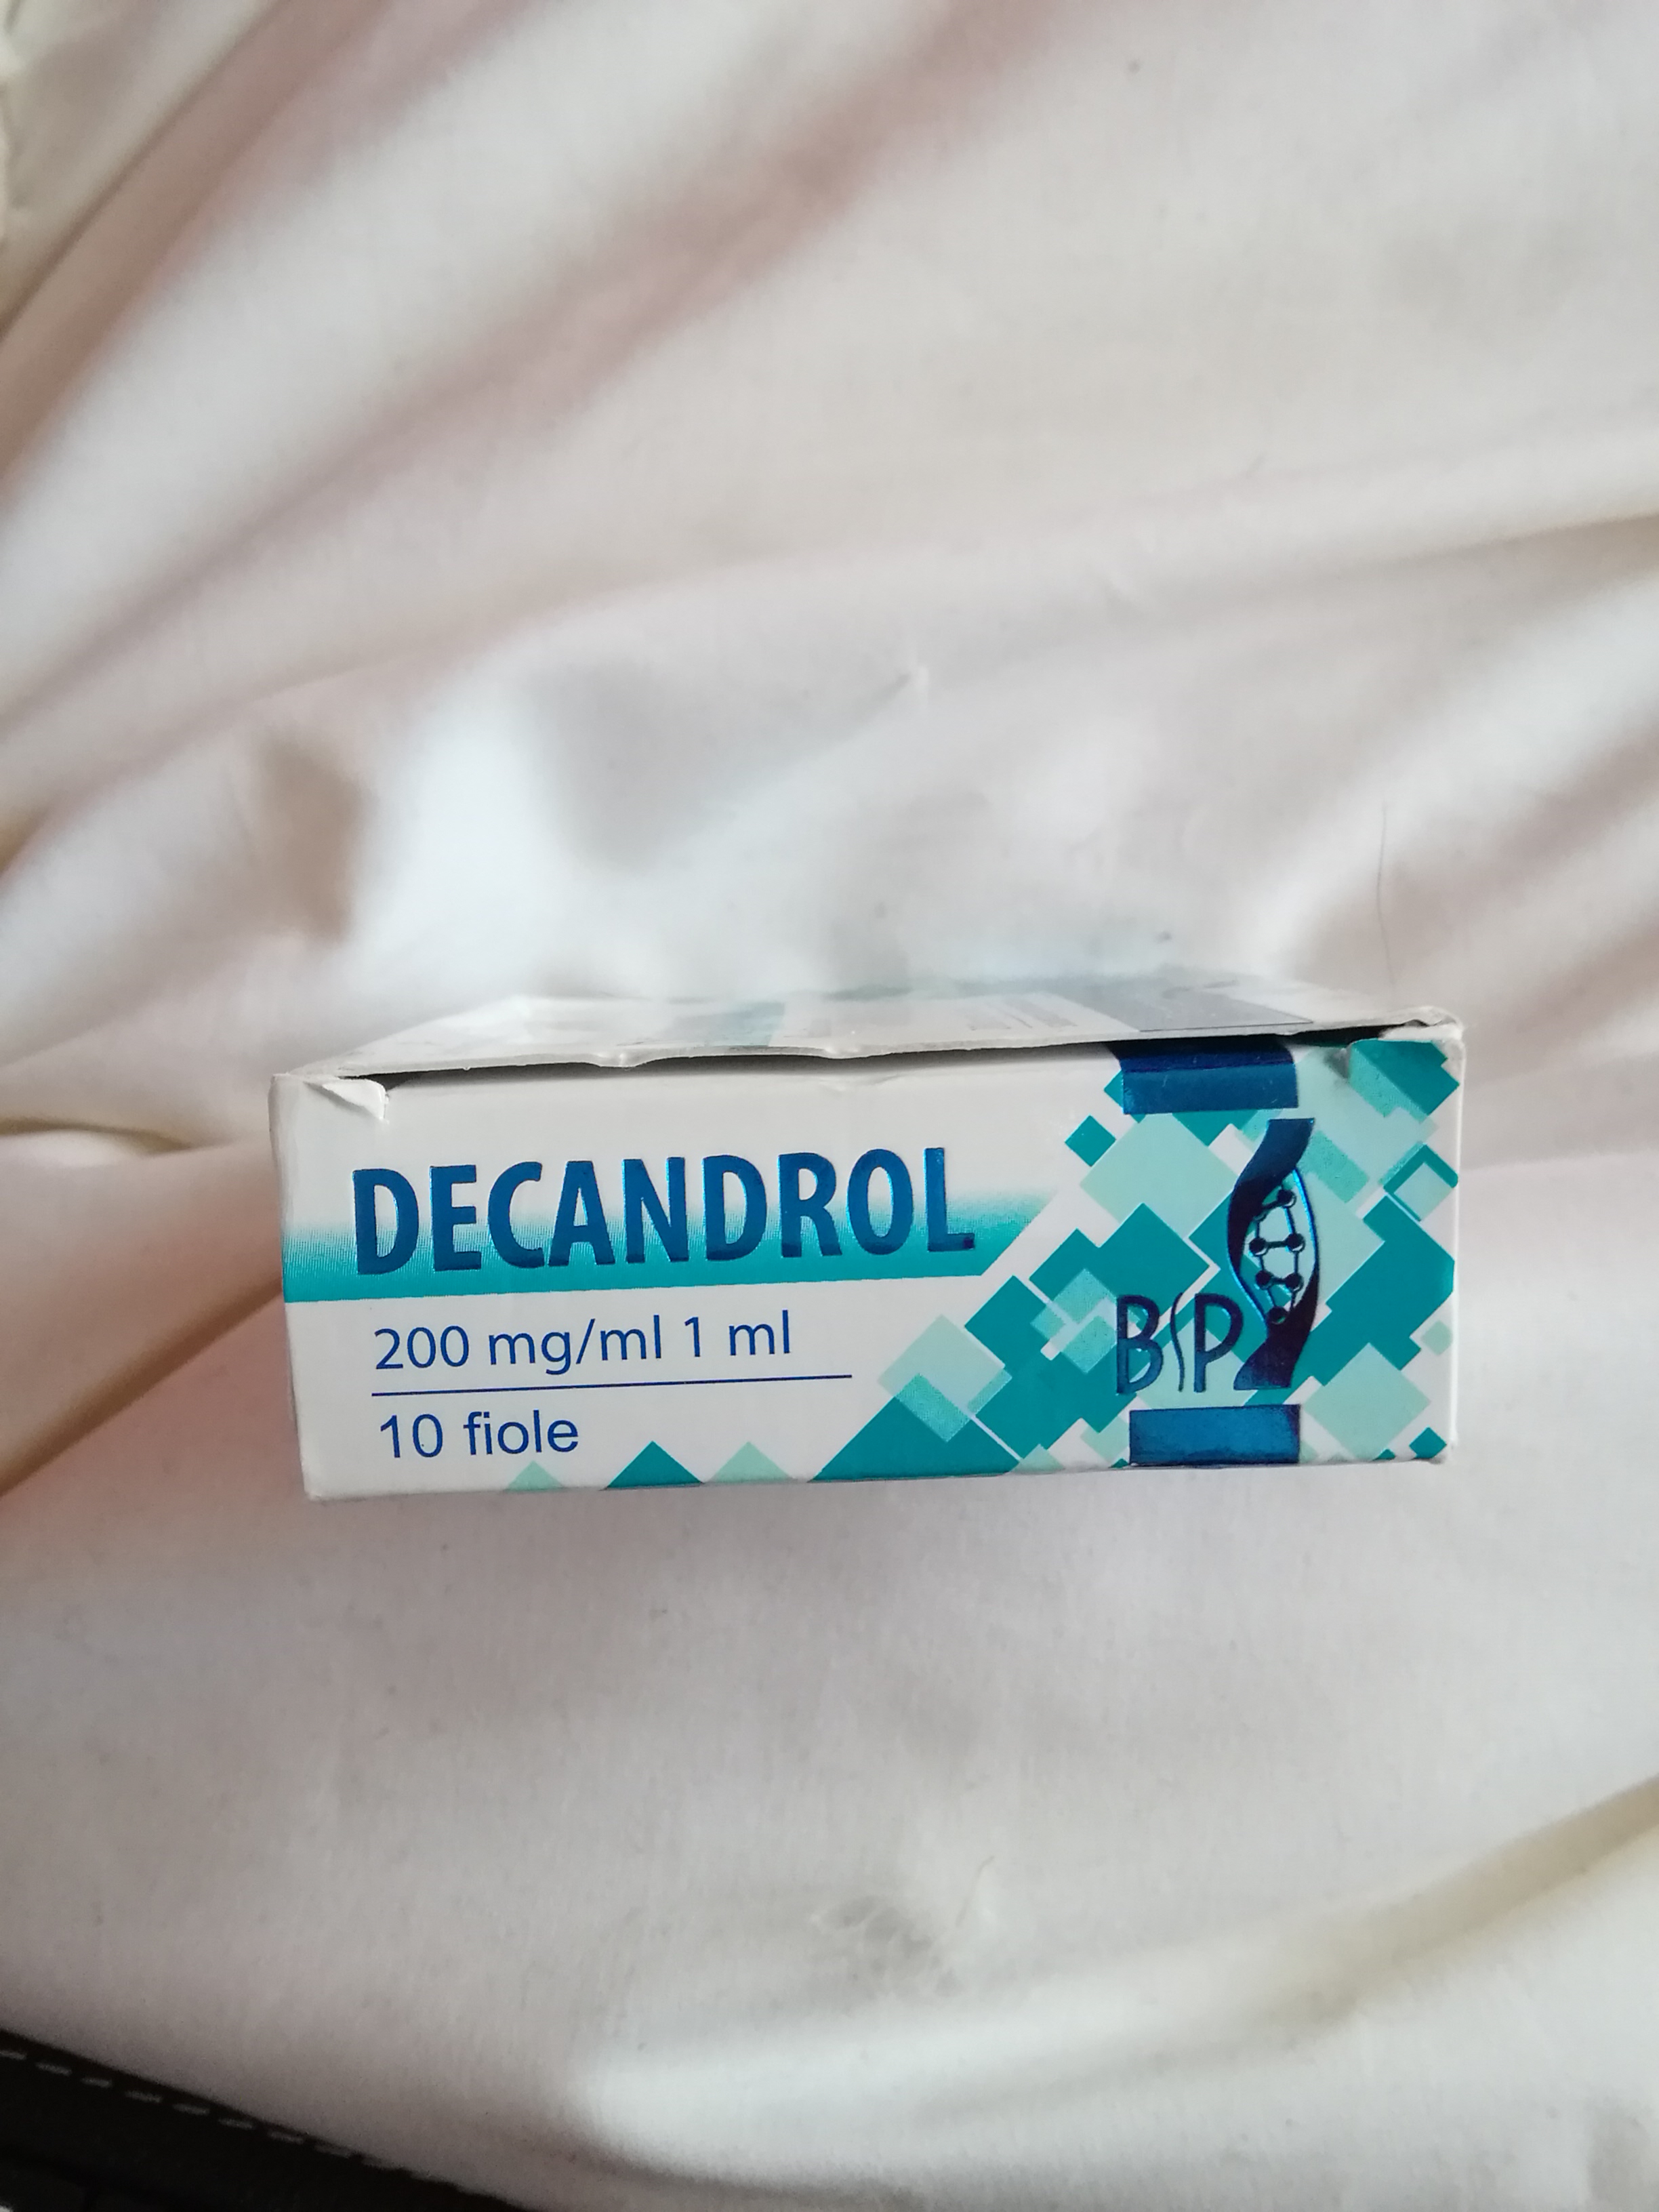 DECANDROL
200 mg/ml 1 ml
10 fiole
BP